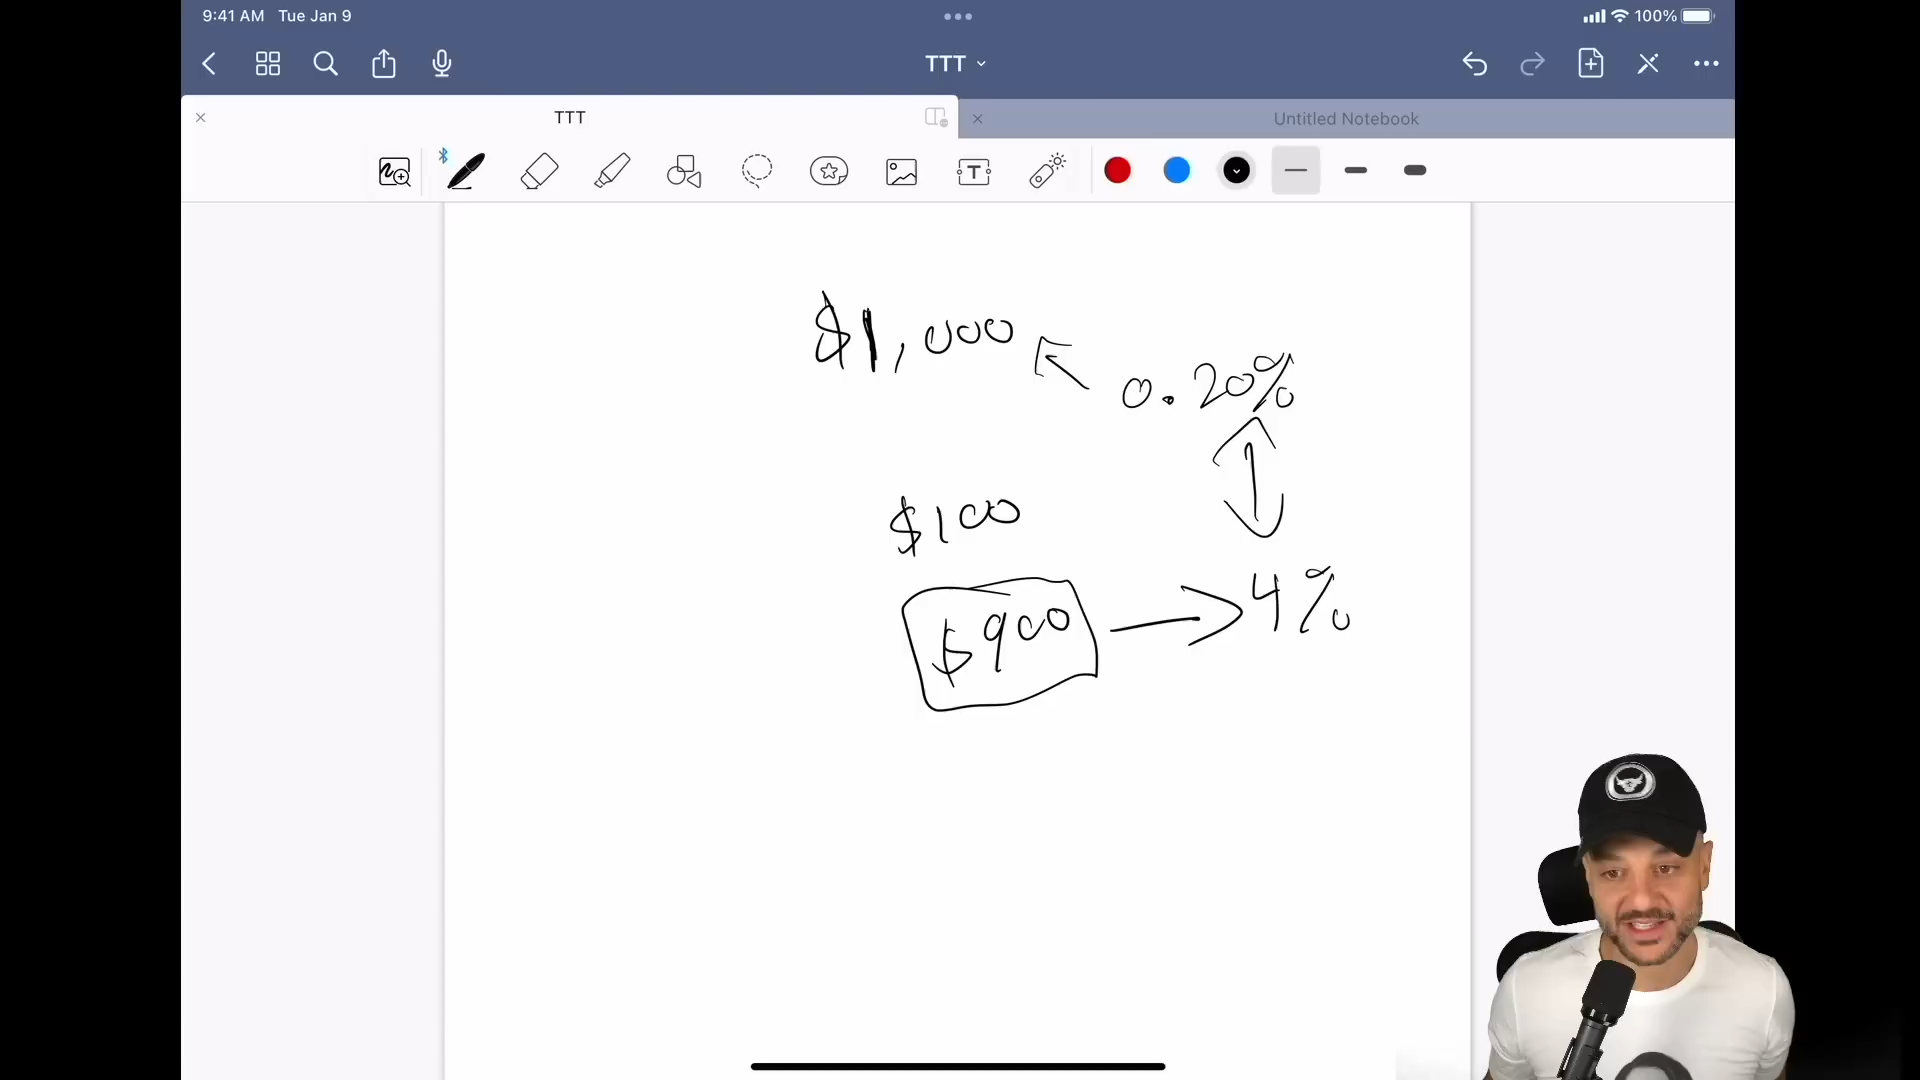 9:41 AM Tue Jan 9
100%
TTT
TTT
Untitled Notebook
T
$1,000
0.20%
$100
$900
4%